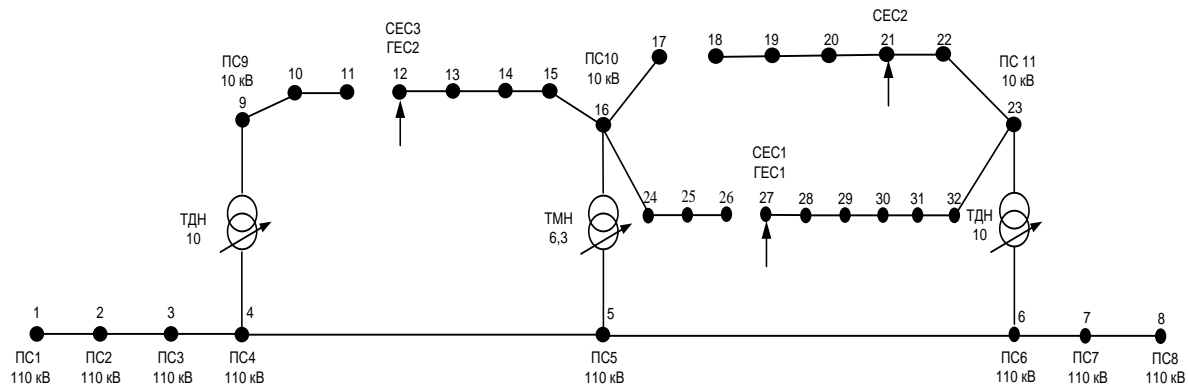 СЕС3
ГЕС2
СЕС2
ПС9
10 кВ
10
11
12
13
14
15
ПС10
10 кВ
17
18
19
20
21
22
ПС 11
10 кВ
9
16
23
СЕС1
ГЕС1
24
25
26
27
28
29
30
31
32
ТДН
10
ТМН
6,3
ТДН
10
1
2
3
4
5
6
7
8
ПС1
110 кВ
ПС2
110 кВ
ПС3
110 кВ
ПС4
110 кВ
ПС5
110 кВ
ПС6
110 кВ
ПС7
110 кВ
ПС8
110 кВ